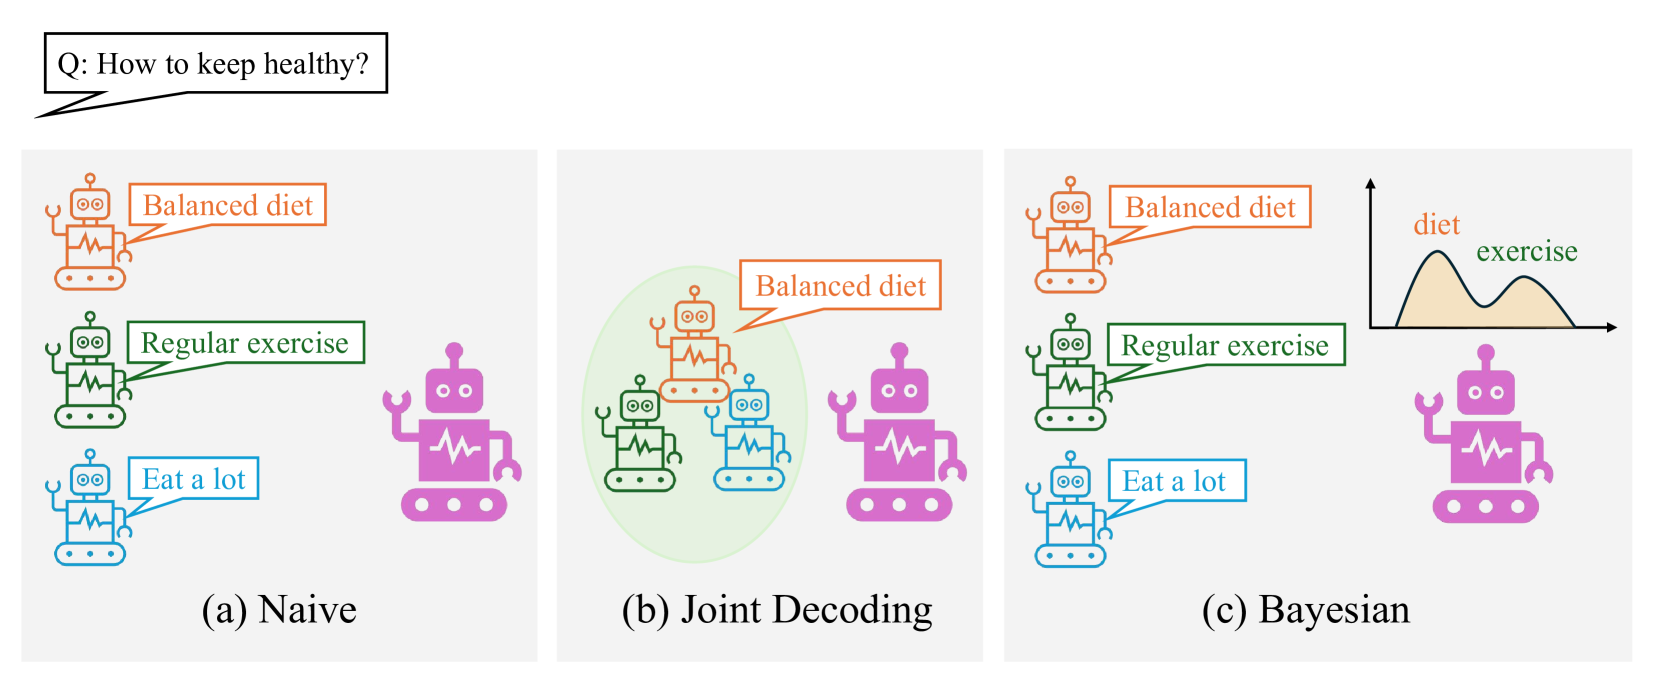 Q: How to keep healthy?
Balanced diet
Regular exercise
Eat a lot
(a) Naive
Balanced diet
(b) Joint Decoding
Balanced diet
Regular exercise
Eat a lot
diet
exercise
(c) Bayesian